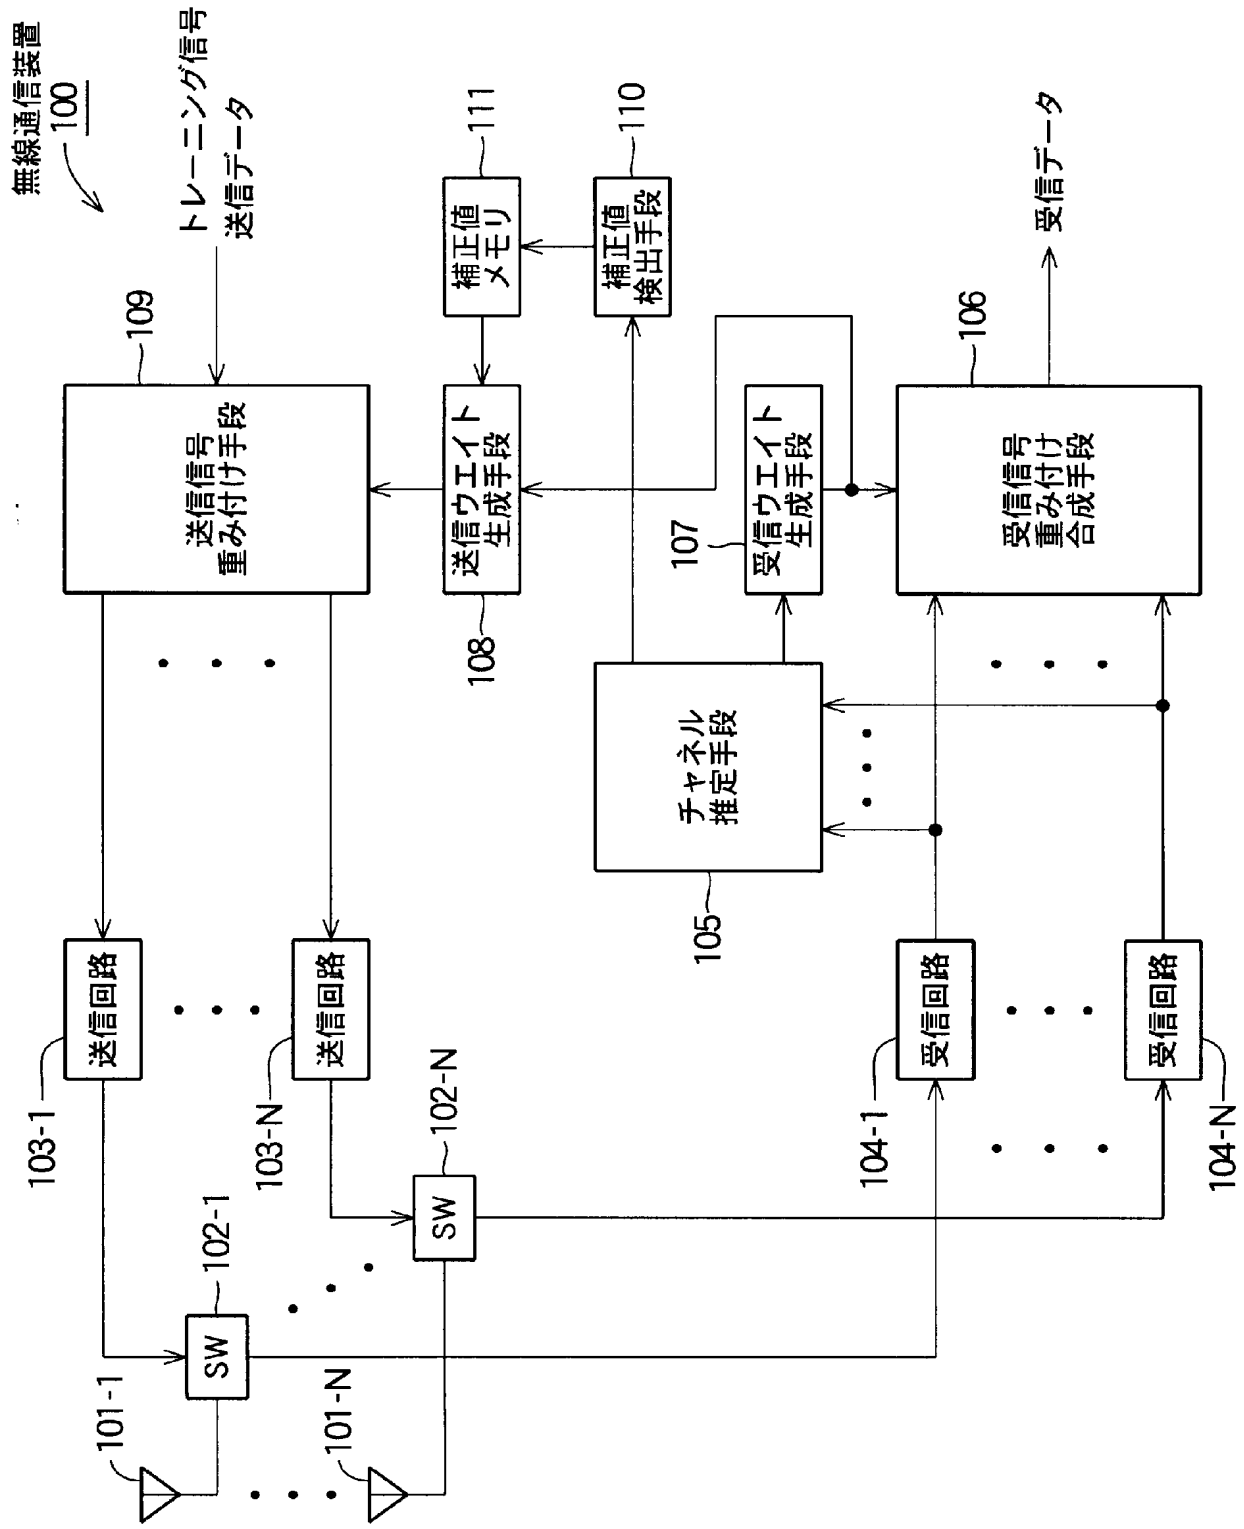 無線通信装置
100
トレーニング信号
送信データ
109
送信信号
重み付け手段
111
補正値
メモリ
110
補正値
検出手段
108
送信ウエイト
生成手段
107
受信ウエイト
生成手段
106
受信信号
重み付け
合成手段
受信データ
105
チャネル
推定手段
103-1
送信回路
103-N
送信回路
104-1
受信回路
104-N
受信回路
102-1
SW
102-N
SW
101-1
101-N